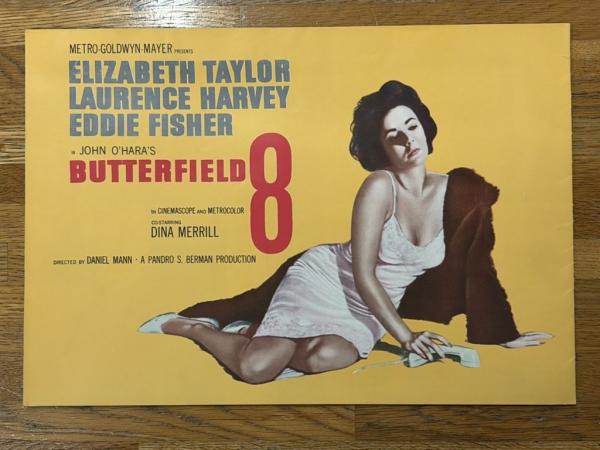 METRO-GOLDWYN-MAYER PRESENTS
ELIZABETH TAYLOR
LAURENCE HARVEY
EDDIE FISHER
IN JOHN O'HARA'S
BUTTERFIELD 8
IN CINEMASCOPE AND METROCOLOR
CO-STARRING
DINA MERRILL
DIRECTED BY DANIEL MANN · A PANDRO S. BERMAN PRODUCTION